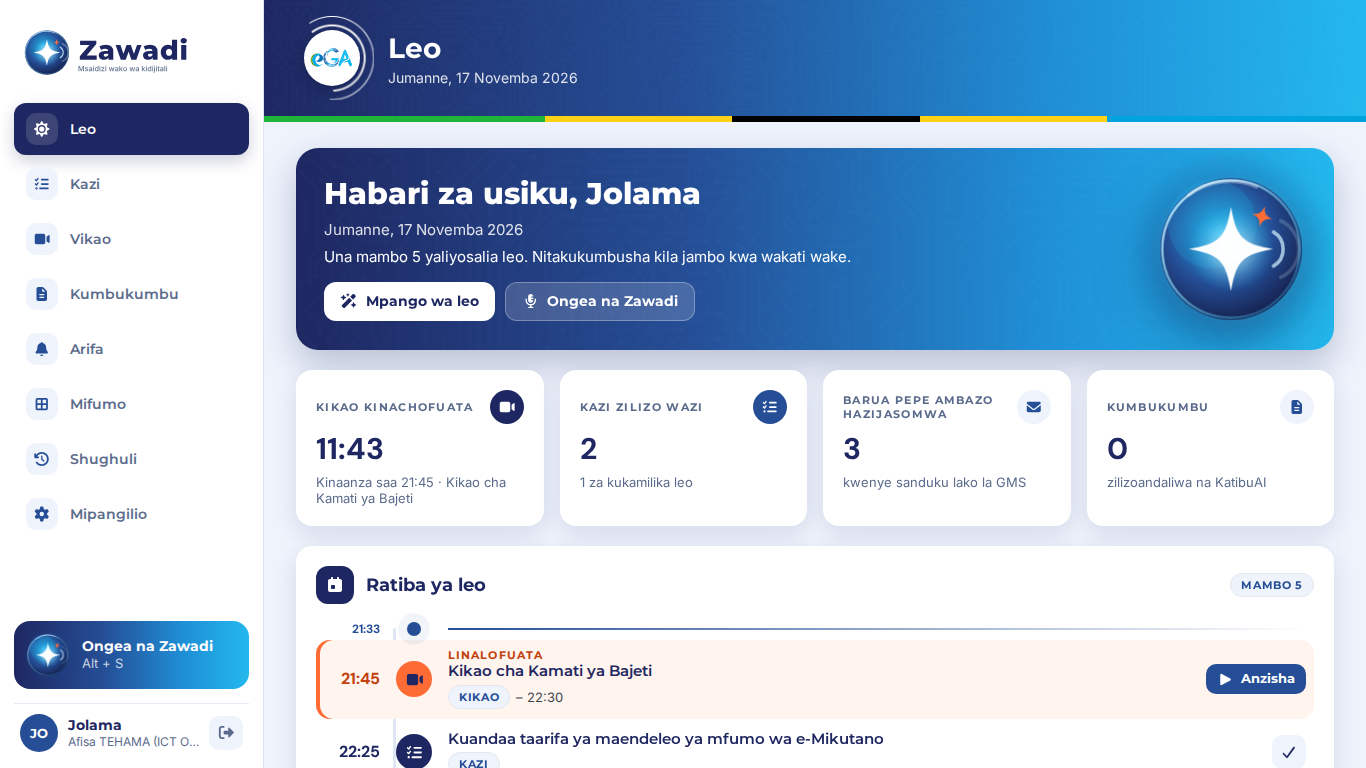 Zawadi
Msaidizi wako wa kidijitali
Leo
Kazi
Vikao
Kumbukumbu
Arifa
Mifumo
Shughuli
Mipangilio
Ongea na Zawadi
Alt + S
JO
Jolama
Afisa TEHAMA (ICT O...
eGA
Leo
Jumanne, 17 Novemba 2026
Habari za usiku, Jolama
Jumanne, 17 Novemba 2026
Una mambo 5 yaliyosalia leo. Nitakukumbusha kila jambo kwa wakati wake.
Mpango wa leo
Ongea na Zawadi
KIKAO KINACHOFUATA
11:43
Kinaanza saa 21:45 · Kikao cha
Kamati ya Bajeti
KAZI ZILIZO WAZI
2
1 za kukamilika leo
BARUA PEPE AMBAZO
HAZIJASOMWA
3
kwenye sanduku lako la GMS
KUMBUKUMBU
0
zilizoandaliwa na KatibuAI
Ratiba ya leo
MAMBO 5
21:33
LINALOFUATA
21:45
Kikao cha Kamati ya Bajeti
KIKAO
– 22:30
Anzisha
22:25
Kuandaa taarifa ya maendeleo ya mfumo wa e-Mikutano
KAZI